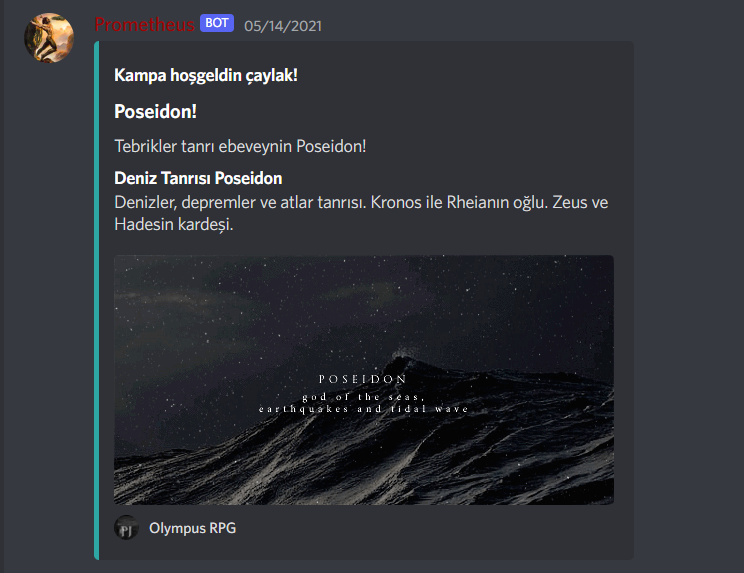 Prometheus BOT 05/14/2021
Kampa hoşgeldin çaylak!
Poseidon!
Tebrikler tanrı ebeveynin Poseidon!
Deniz Tanrısı Poseidon
Denizler, depremler ve atlar tanrısı. Kronos ile Rheianın oğlu. Zeus ve
Hadesin kardeşi.
POSEIDON
god of the seas,
earthquakes and tidal wave
PJ Olympus RPG